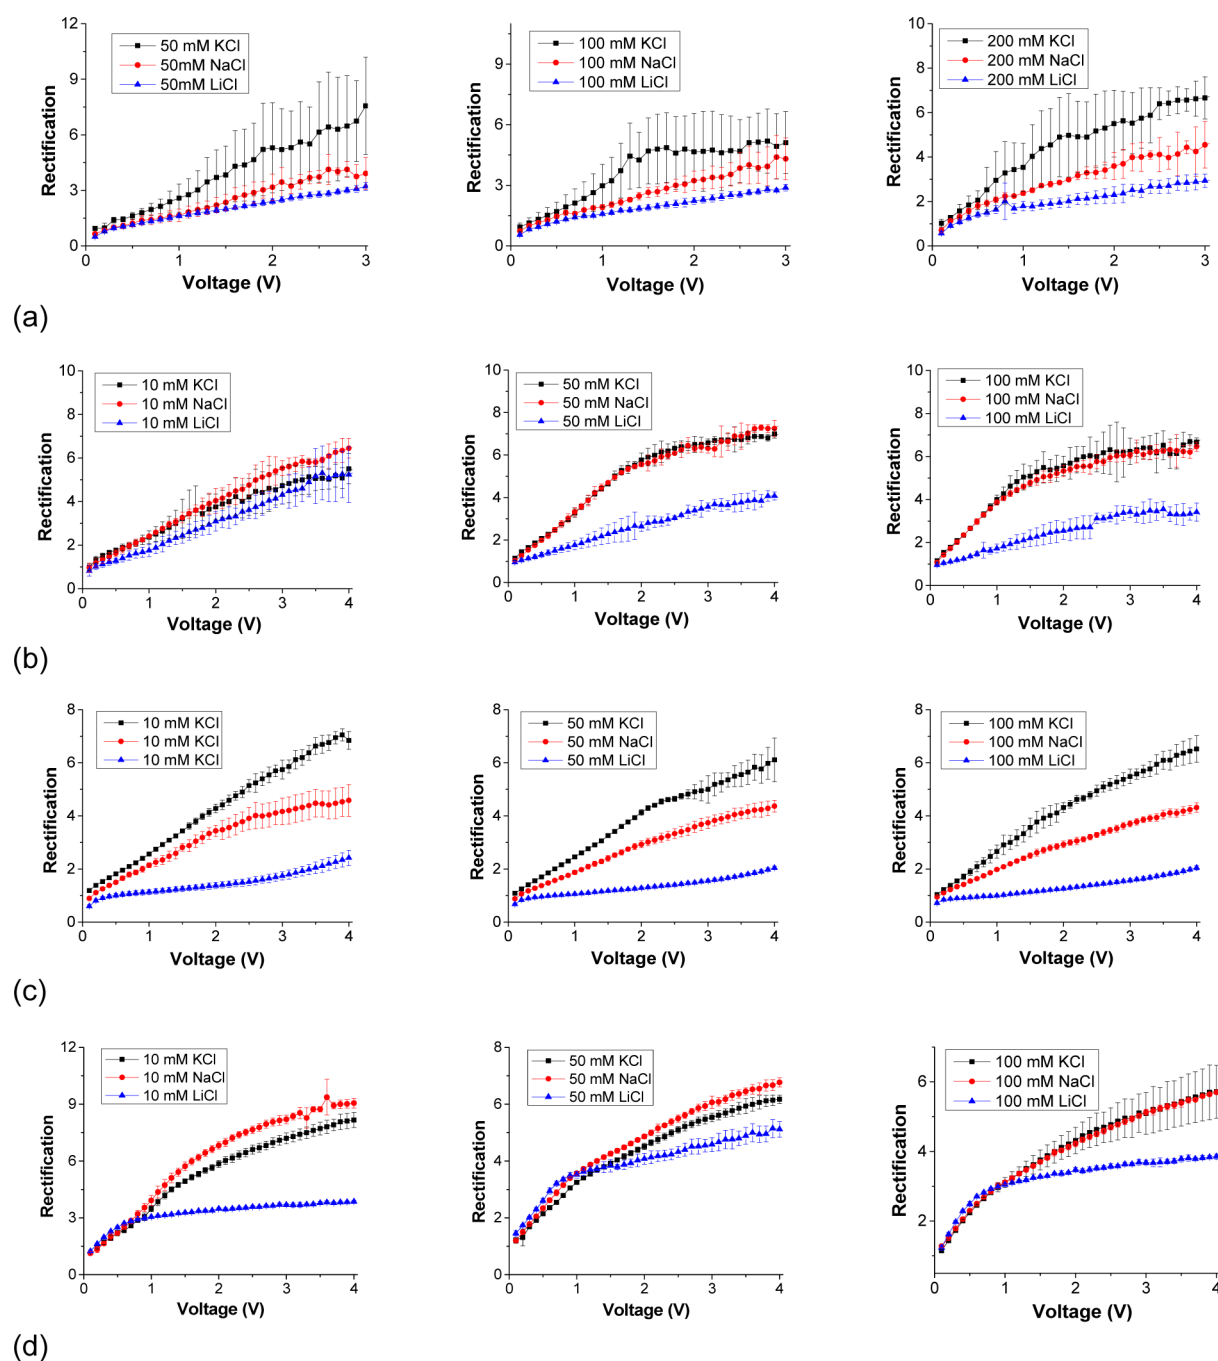 12
9
6
3
0
Rectification
50 mM KCl
50mM NaCl
50mM LiCl
0
1
2
3
Voltage (V)
9
6
3
0
Rectification
100 mM KCl
100 mM NaCl
100 mM LiCl
0
1
2
3
Voltage (V)
10
8
6
4
2
0
Rectification
200 mM KCl
200 mM NaCl
200 mM LiCl
0
1
2
3
Voltage (V)
(a)
10
8
6
4
2
0
Rectification
10 mM KCl
10 mM NaCl
10 mM LiCl
0
1
2
3
4
Voltage (V)
10
8
6
4
2
0
Rectification
50 mM KCl
50 mM NaCl
50 mM LiCl
0
1
2
3
4
Voltage (V)
10
8
6
4
2
0
Rectification
100 mM KCl
100 mM NaCl
100 mM LiCl
0
1
2
3
4
Voltage (V)
(b)
8
6
4
2
0
Rectification
10 mM KCl
10 mM KCl
10 mM KCl
0
1
2
3
4
Voltage (V)
8
6
4
2
0
Rectification
50 mM KCl
50 mM NaCl
50 mM LiCl
0
1
2
3
4
Voltage (V)
8
6
4
2
0
Rectification
100 mM KCl
100 mM NaCl
100 mM LiCl
0
1
2
3
4
Voltage (V)
(c)
12
9
6
3
0
Rectification
10 mM KCl
10 mM NaCl
10 mM LiCl
0
1
2
3
4
Voltage (V)
8
6
4
2
0
Rectification
50 mM KCl
50 mM NaCl
50 mM LiCl
0
1
2
3
4
Voltage (V)
6
4
2
Rectification
100 mM KCl
100 mM NaCl
100 mM LiCl
0
1
2
3
4
Voltage (V)
(d)